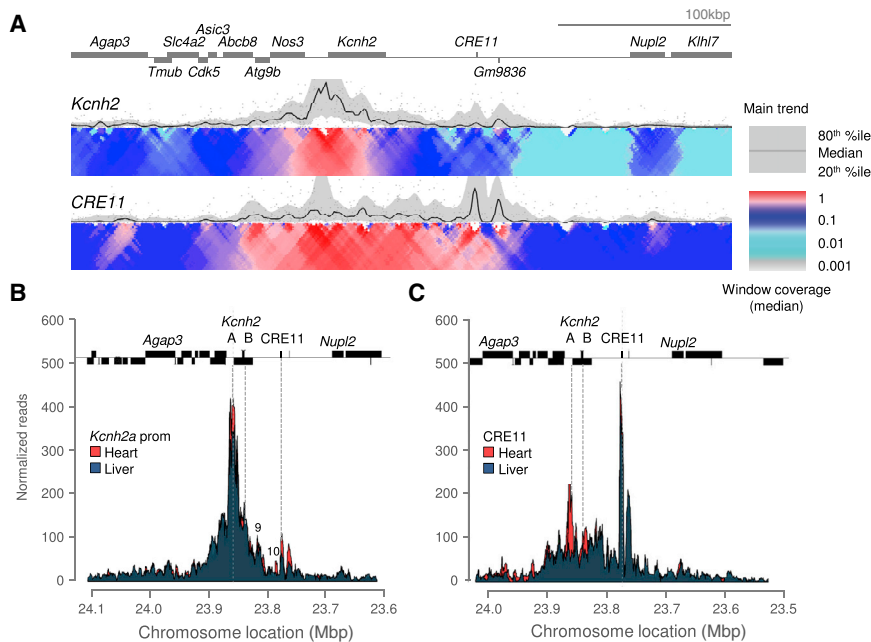 A
100kbp
Asic3
Agap3 Slc4a2 Abcb8 Nos3 Kcnh2 CRE11 Nupl2 Klhl7
Tmub Cdk5 Atg9b Gm9836
Kcnh2
CRE11
Main trend
80th %ile
Median
20th %ile
1
0.1
0.01
0.001
Window coverage
(median)
B
600
500
400
300
200
100
0
Normalized reads
Kcnh2
Agap3 A B CRE11 Nupl2
Kcnh2a prom
Heart
Liver
9
10
24.1 24.0 23.9 23.8 23.7 23.6
Chromosome location (Mbp)
C
600
500
400
300
200
100
0
Kcnh2
Agap3 A B CRE11 Nupl2
CRE11
Heart
Liver
24.0 23.9 23.8 23.7 23.6 23.5
Chromosome location (Mbp)